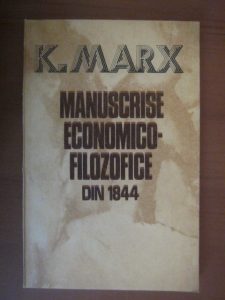 K. MARX
MANUSCRISE
ECONOMICO-
FILOZOFICE
DIN 1844